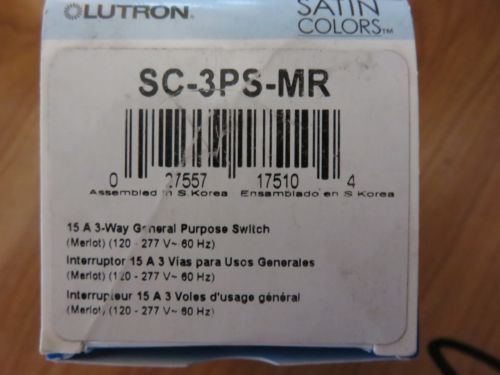 LUTRON
SATIN
COLORS™
SC-3PS-MR
0 27557 17510 4
Assembled in S Korea Ensamblado en S Korea
15 A 3-Way General Purpose Switch
(Merlot) (120 - 277 V~ 60 Hz)
Interruptor 15 A 3 Vías para Usos Generales
(Merlot) (120 - 277 V~ 60 Hz)
Interrupteur 15 A 3 Voies d'usage général
(Merlot) (120 - 277 V~ 60 Hz)